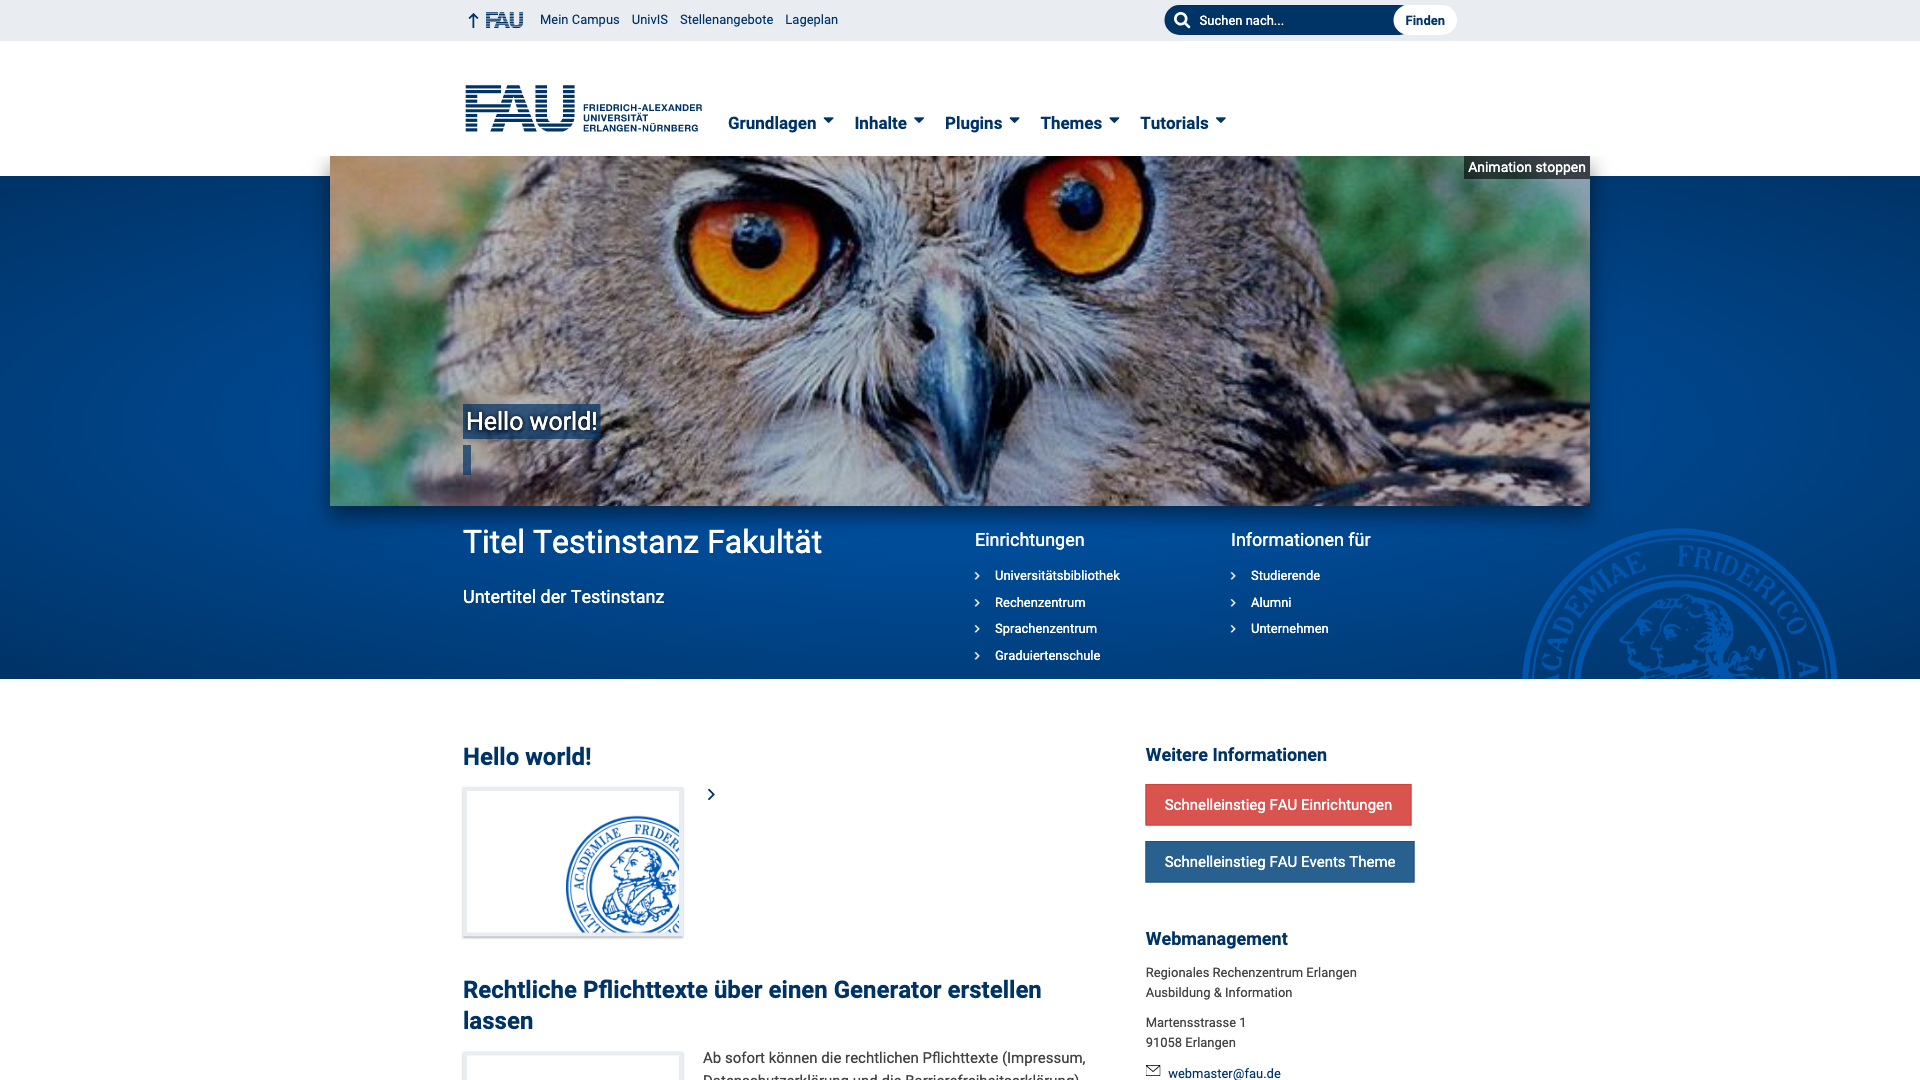 FAU
Mein Campus UnivIS Stellenangebote Lageplan
Suchen nach... Finden
FAU FRIEDRICH-ALEXANDER
UNIVERSITÄT
ERLANGEN-NÜRNBERG
Grundlagen Inhalte Plugins Themes Tutorials
Animation stoppen
Hello world!
Titel Testinstanz Fakultät
Untertitel der Testinstanz
Einrichtungen
Universitätsbibliothek
Rechenzentrum
Sprachenzentrum
Graduiertenschule
Informationen für
Studierende
Alumni
Unternehmen
ACADEMIAE FRIDERICO A
Hello world!
ACADEMIAE FRIDER
Rechtliche Pflichttexte über einen Generator erstellen
lassen
Ab sofort können die rechtlichen Pflichttexte (Impressum,
Datenschutzerklärung und die Barrierefreiheitserklärung)
Weitere Informationen
Schnelleinstieg FAU Einrichtungen
Schnelleinstieg FAU Events Theme
Webmanagement
Regionales Rechenzentrum Erlangen
Ausbildung & Information
Martensstrasse 1
91058 Erlangen
webmaster@fau.de